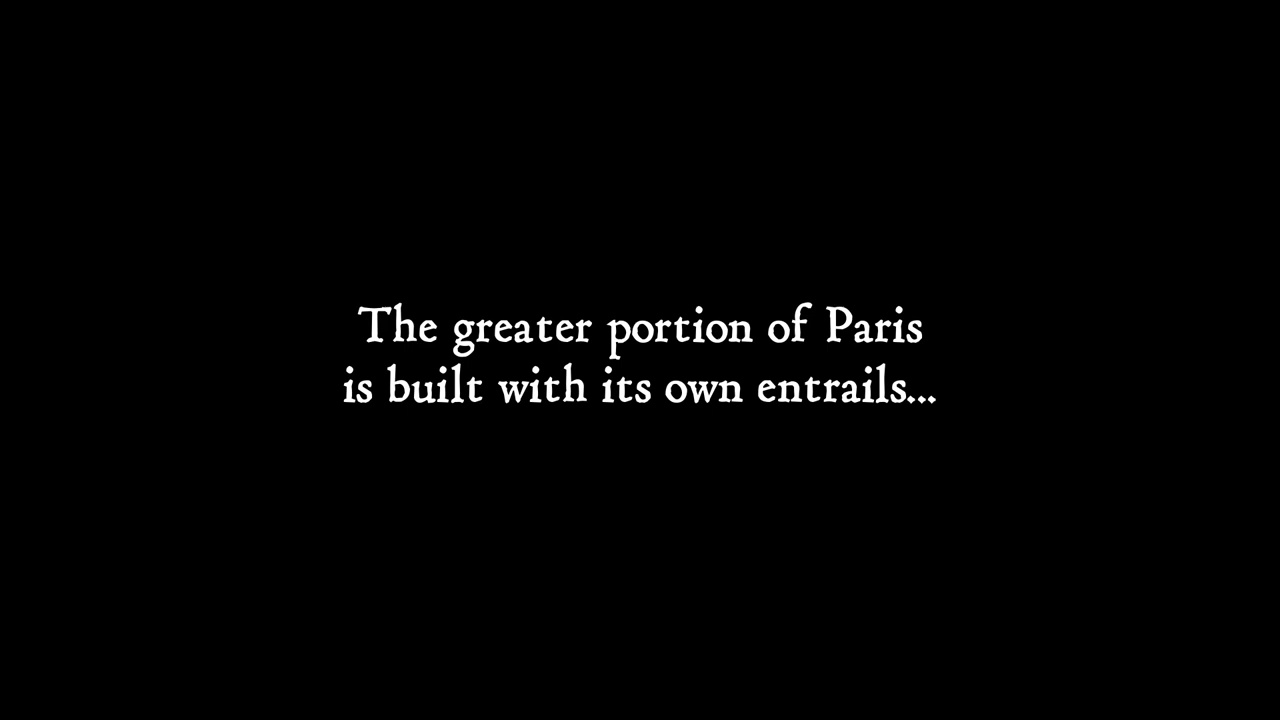 The greater portion of Paris
is built with its own entrails...